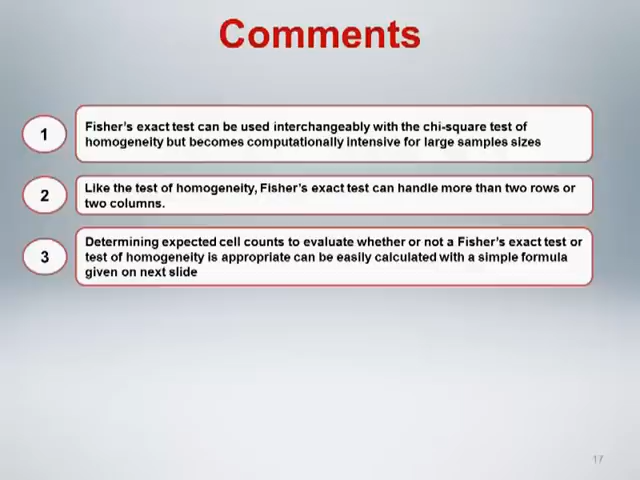 Comments
1
Fisher's exact test can be used interchangeably with the chi-square test of
homogeneity but becomes computationally intensive for large samples sizes
2
Like the test of homogeneity, Fisher's exact test can handle more than two rows or
two columns.
3
Determining expected cell counts to evaluate whether or not a Fisher's exact test or
test of homogeneity is appropriate can be easily calculated with a simple formula
given on next slide
17